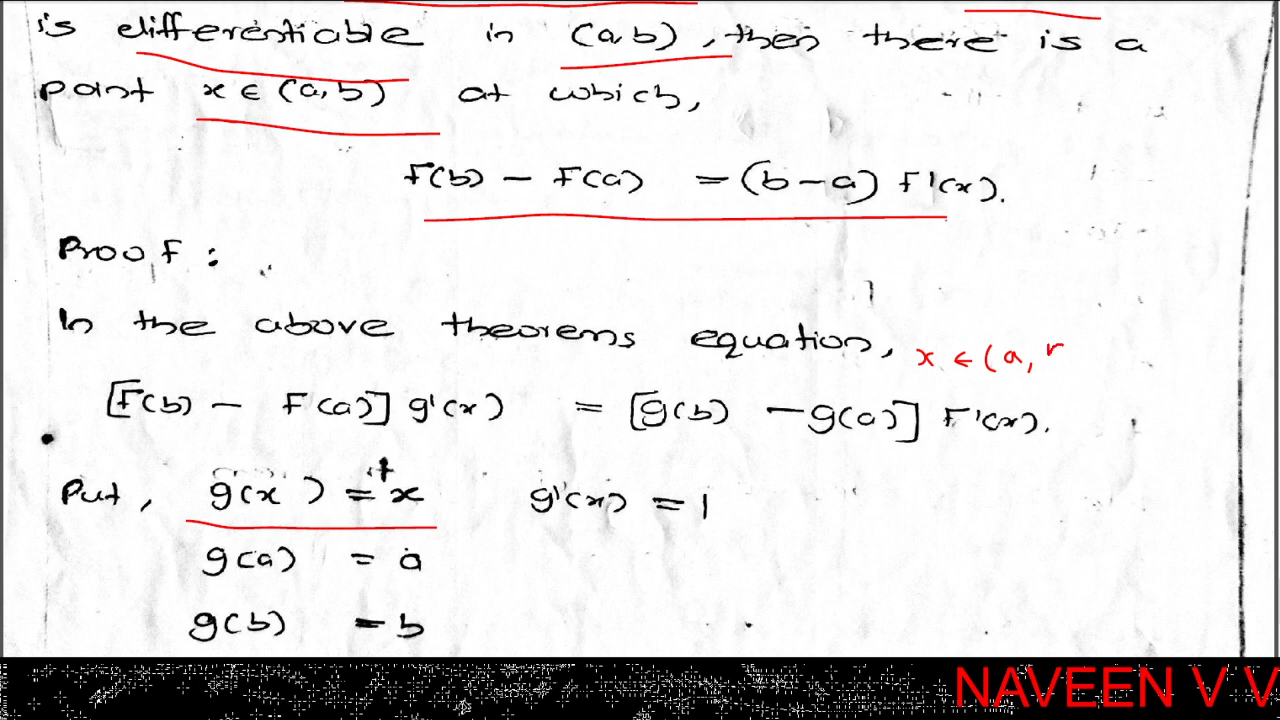 is differentiable in (a,b), then there is a
point x ∈ (a,b) at which,
f(b) - f(a) = (b-a) f'(x).
Proof :
In the above theorems equation,
x ∈ (a,
[f(b) - f(a)] g'(x) = [g(b) - g(a)] f'(x).
Put, g(x) = x g'(x) = 1
g(a) = a
g(b) = b
NAVEEN V V